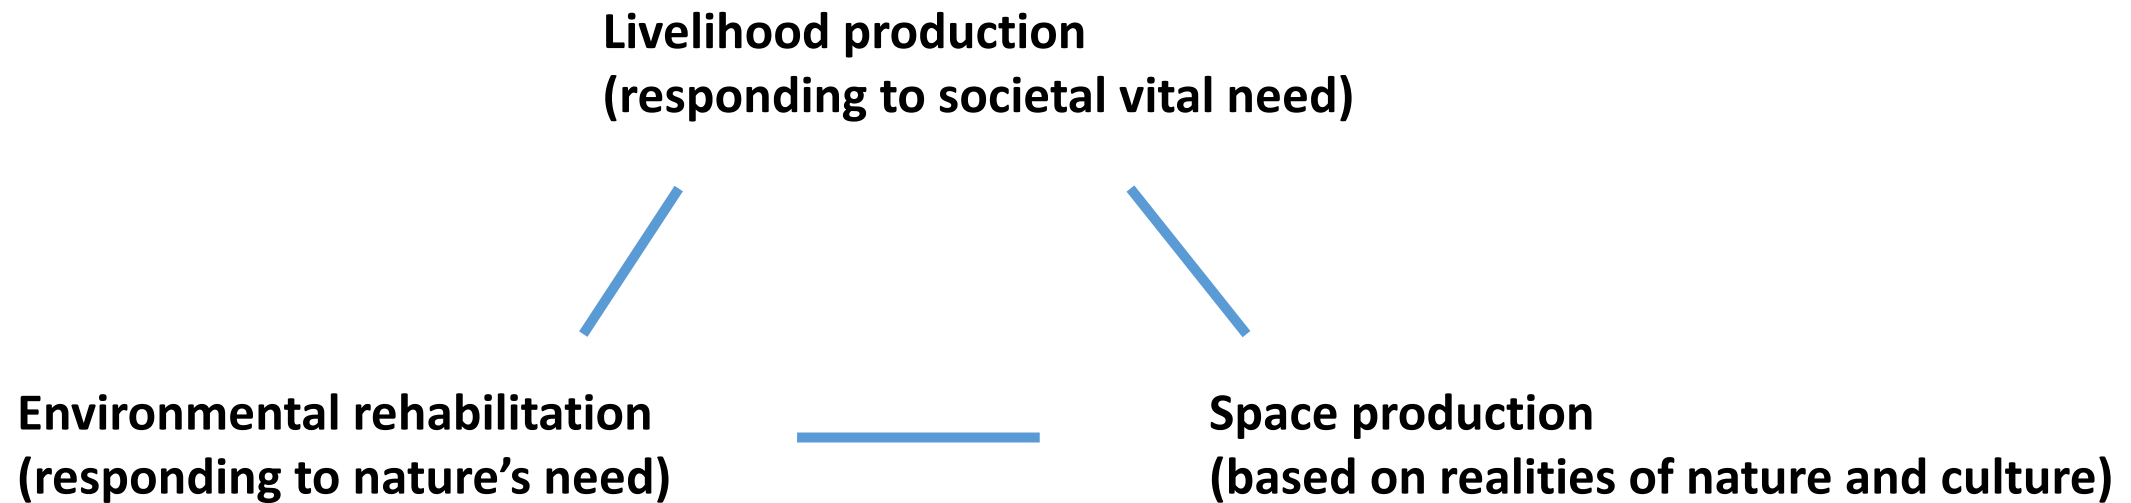 Livelihood production
(responding to societal vital need)
Environmental rehabilitation
(responding to nature’s need)
Space production
(based on realities of nature and culture)